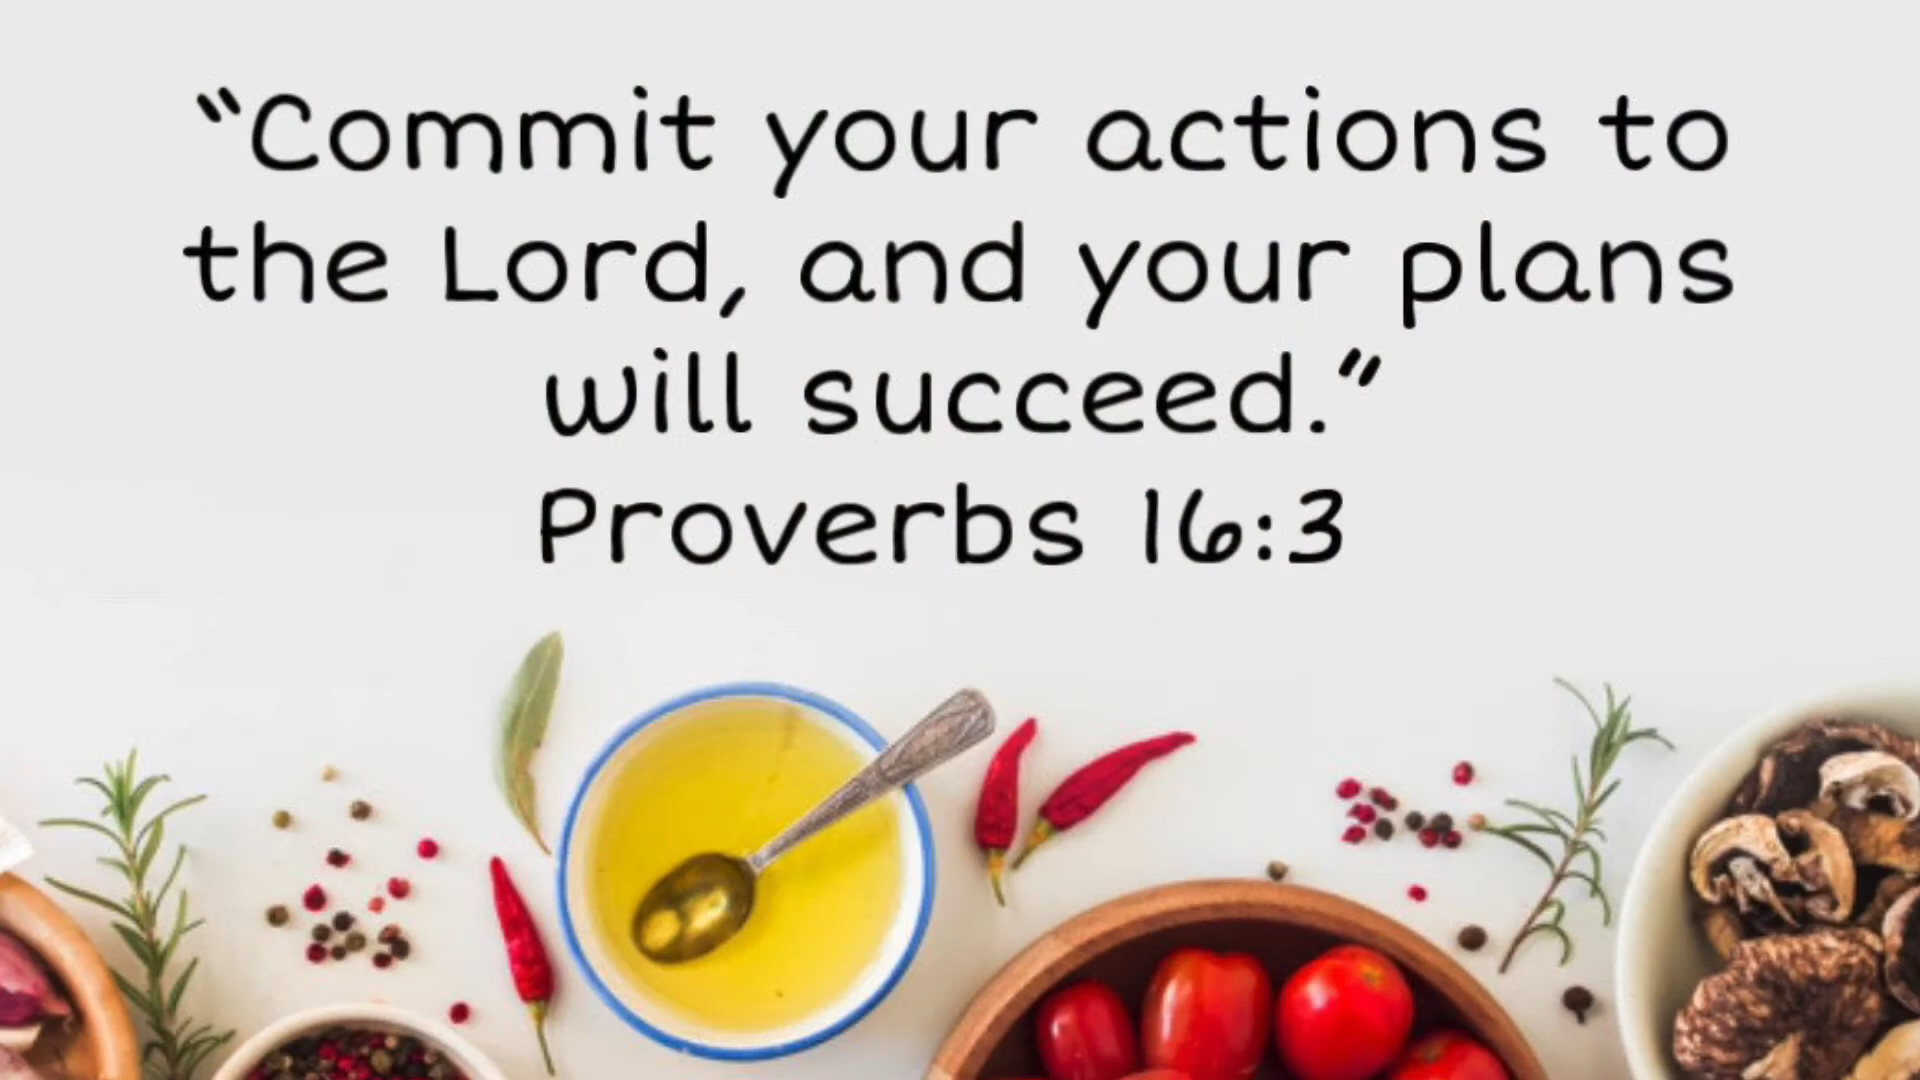 “Commit your actions to
the Lord, and your plans
will succeed.”
Proverbs 16:3